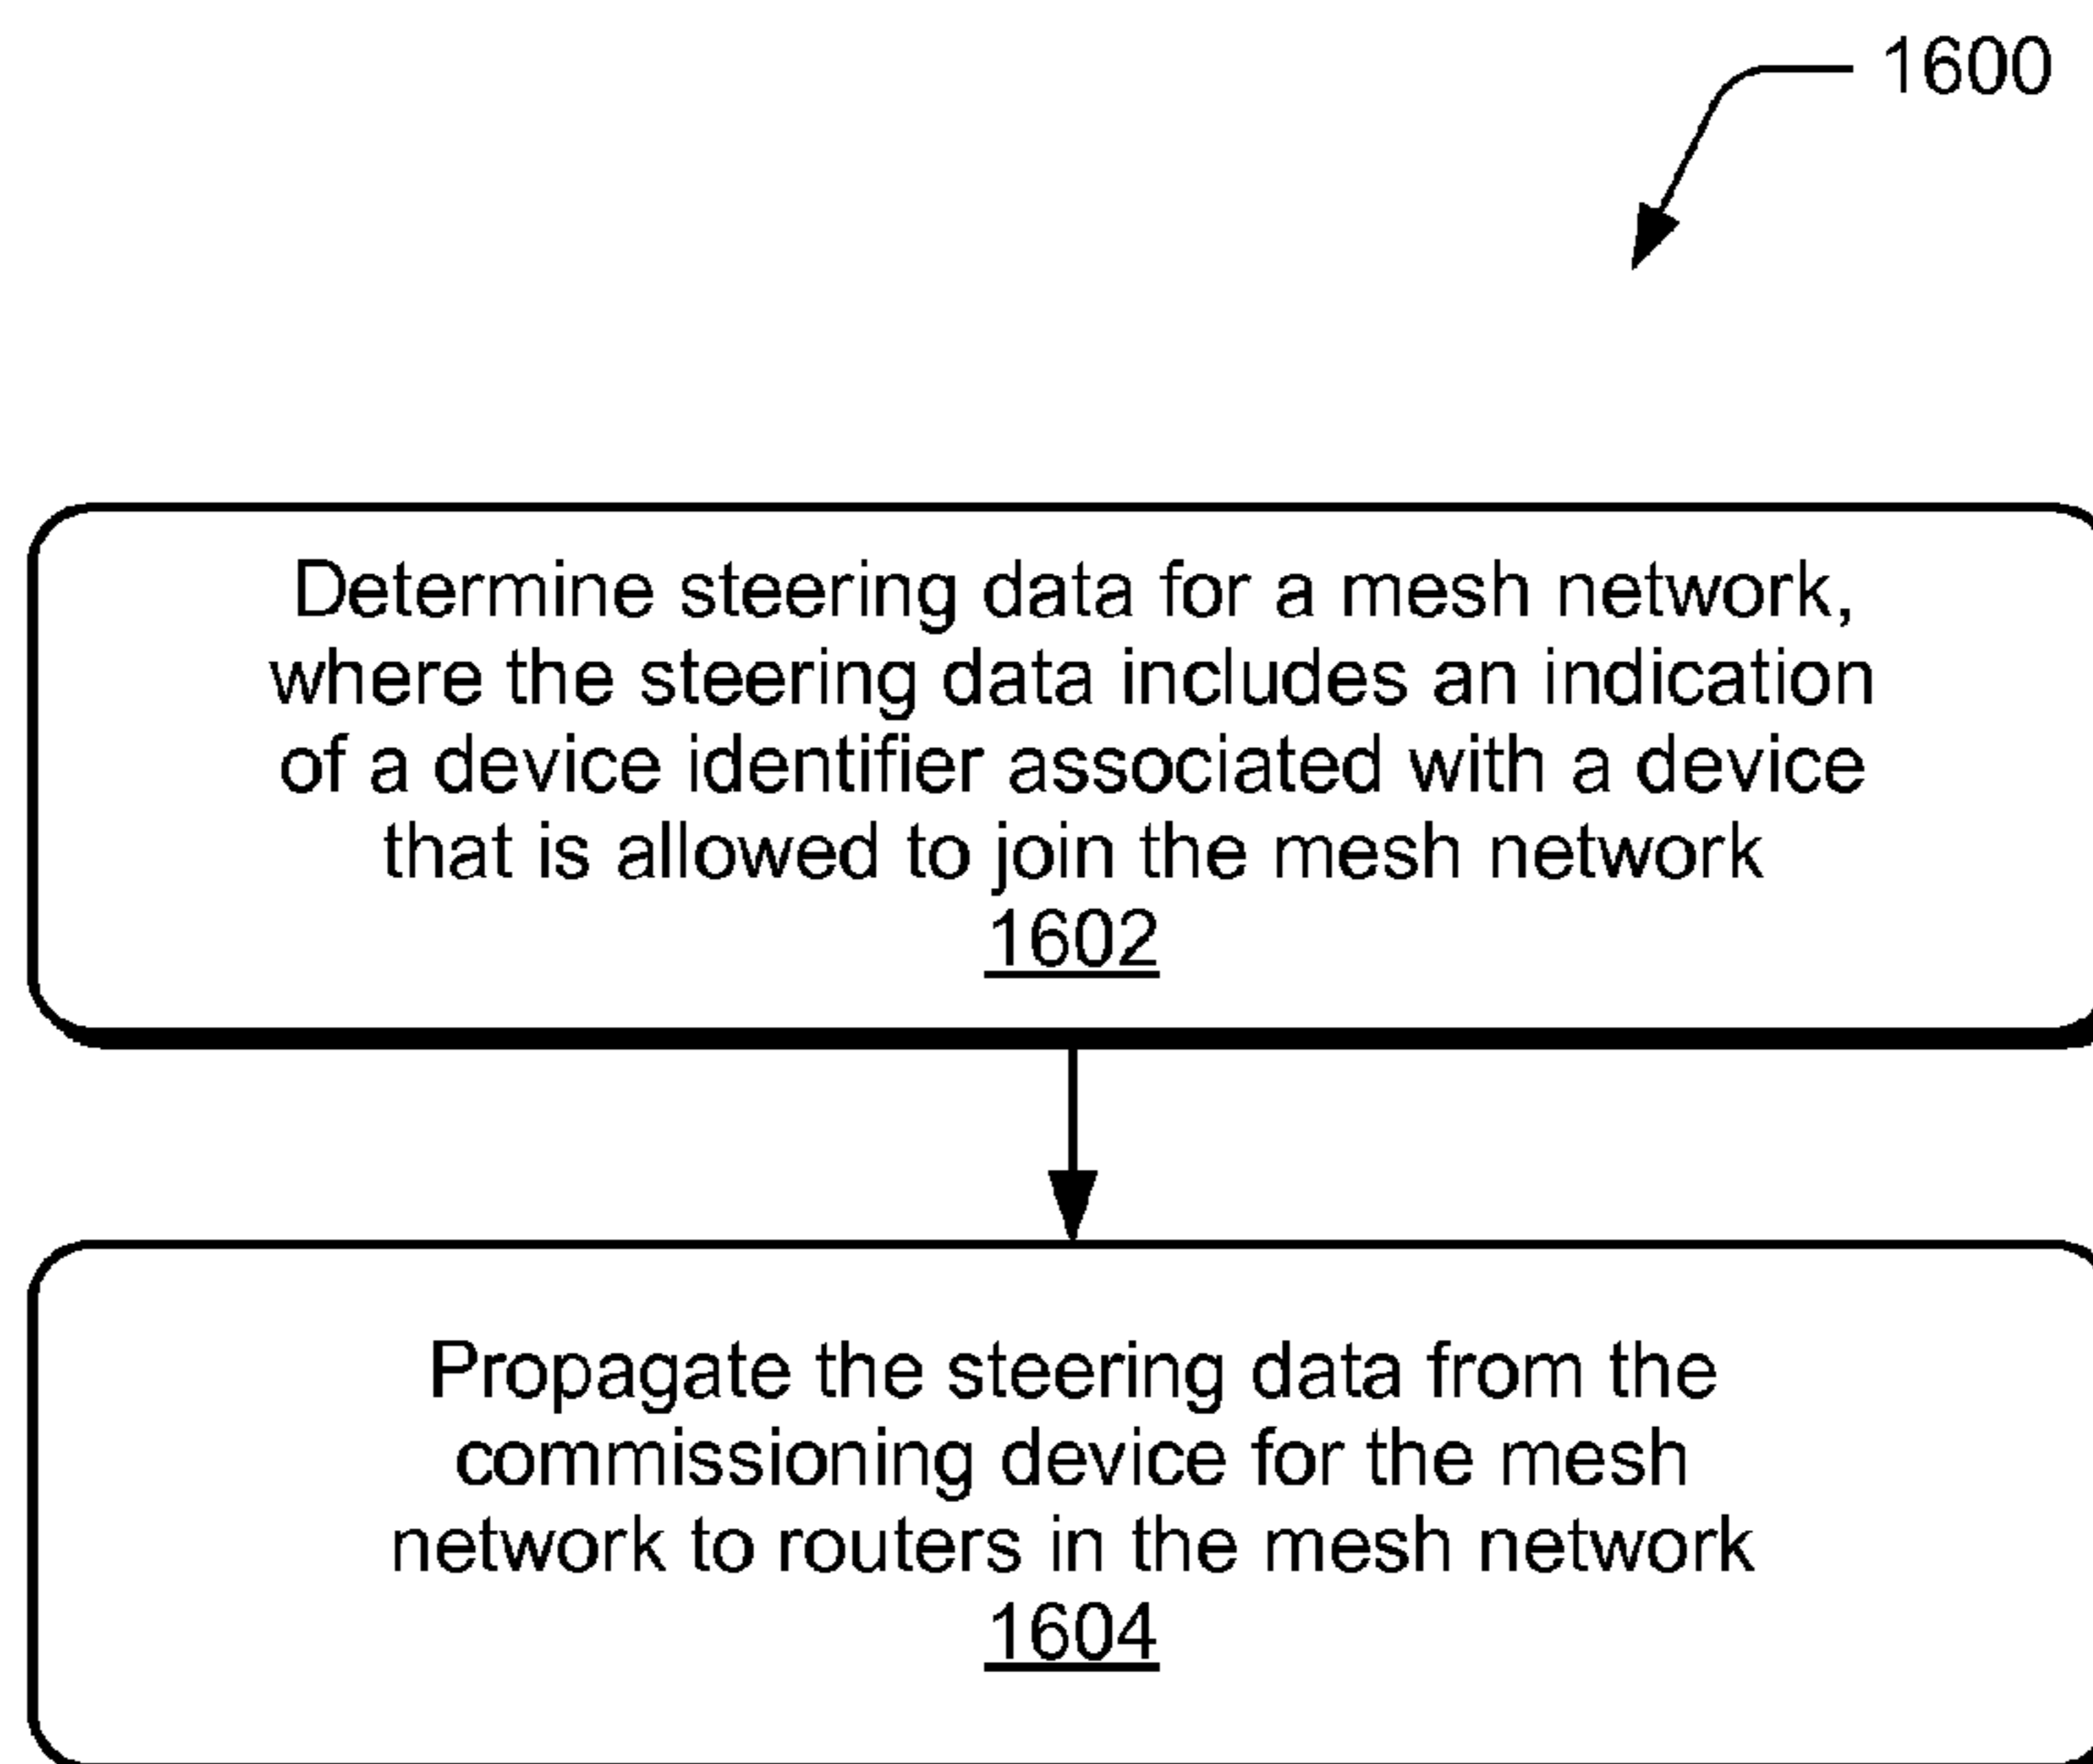 1600
Determine steering data for a mesh network,
where the steering data includes an indication
of a device identifier associated with a device
that is allowed to join the mesh network
1602
Propagate the steering data from the
commissioning device for the mesh
network to routers in the mesh network
1604